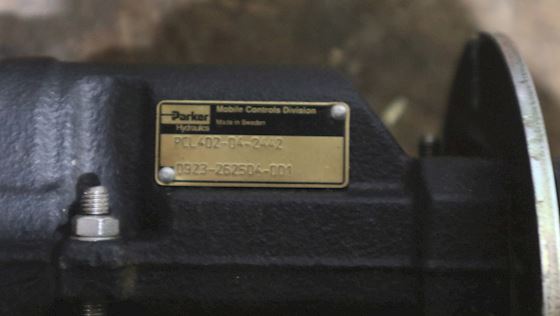 Parker
Hydraulics
Mobile Controls Division
Made in Sweden
PCL402-04-2442
0923-262504-001